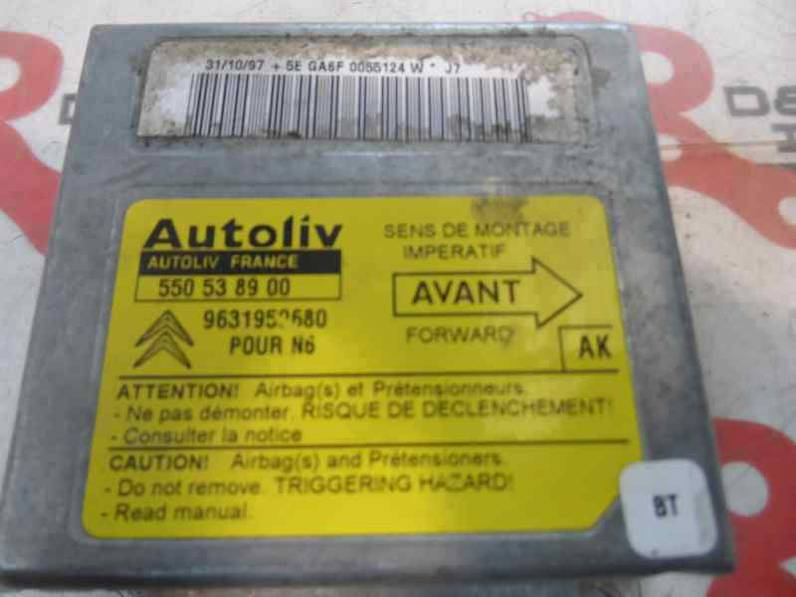 31/10/97 + 5E GA6F 0055124 W * J7
Autoliv
AUTOLIV FRANCE
550 53 89 00
POUR N6
SENS DE MONTAGE
IMPERATIF
AVANT
FORWARD
AK
ATTENTION! Airbag(s) et Prétensionneurs.
- Ne pas démonter. RISQUE DE DECLENCHEMENT!
- Consulter la notice
CAUTION! Airbag(s) and Prétensioners.
- Do not remove. TRIGGERING HAZARD!
- Read manual.
BT